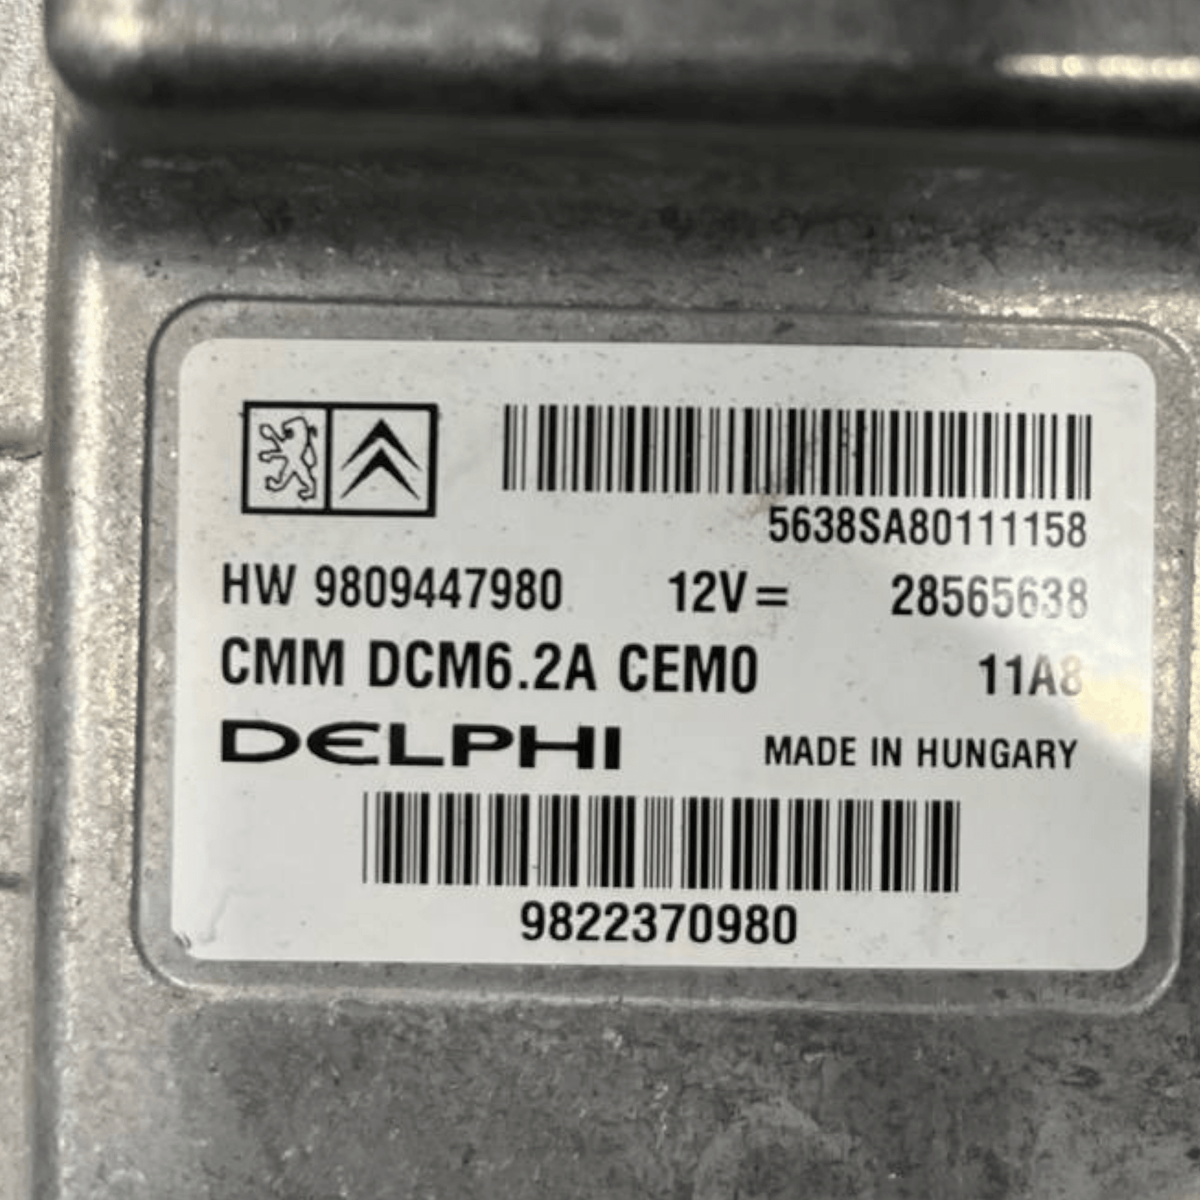 5638SA80111158
HW 9809447980 12V= 28565638
CMM DCM6.2A CEM0 11A8
DELPHI MADE IN HUNGARY
9822370980